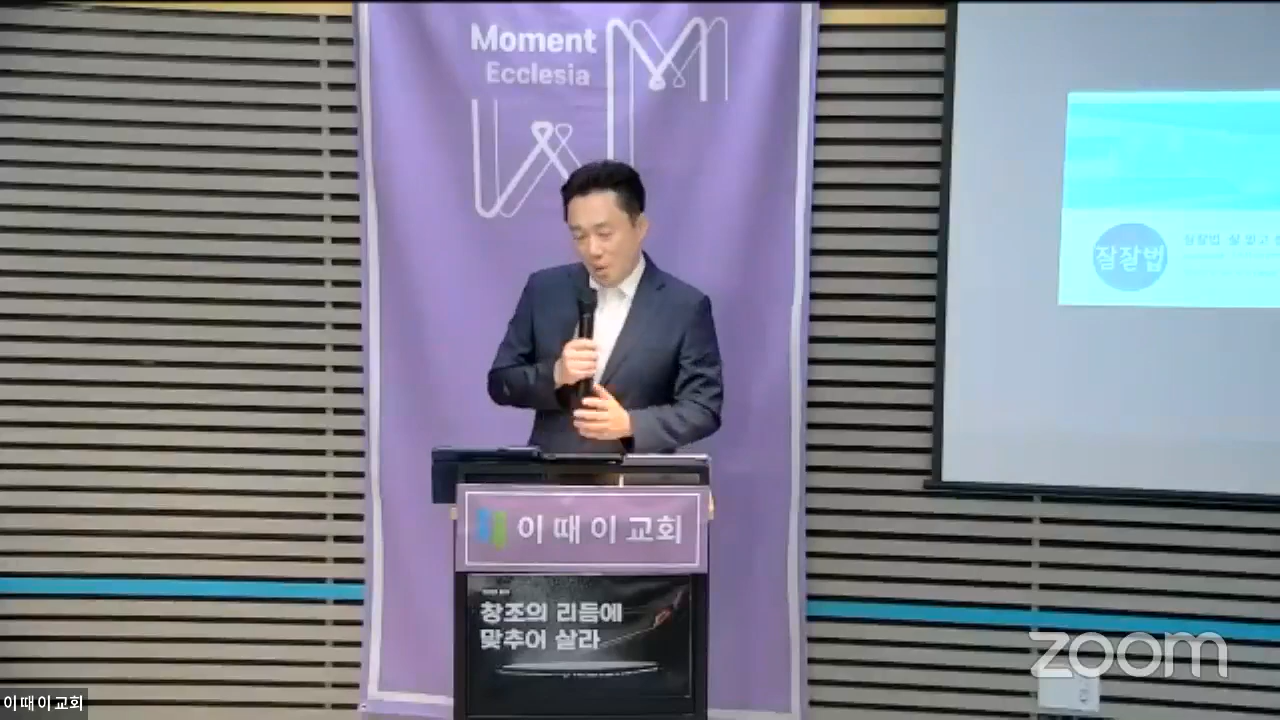 Moment
Ecclesia
잘잘법
이 때 이 교회
창조의 리듬에
맞추어 살라
zoom
이 때 이 교회